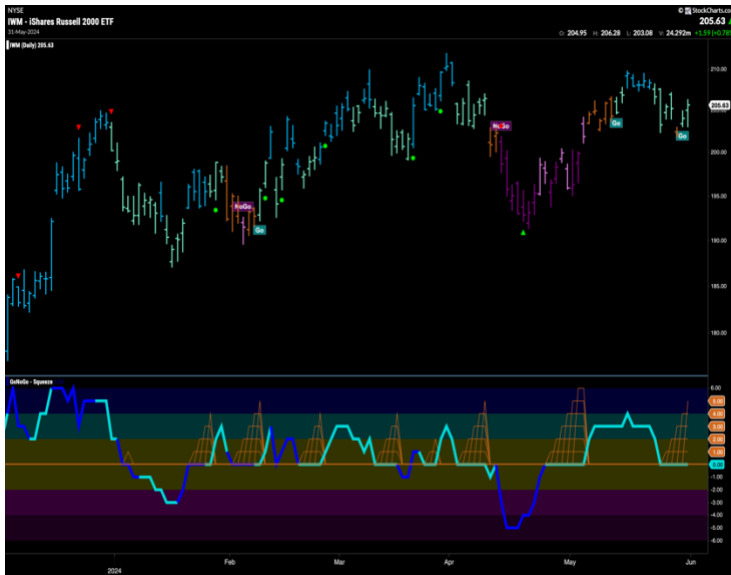 NYSE © StockCharts.co
IWM - iShares Russell 2000 ETF 205.63
31-May-2024 O: 204.95 H: 206.28 L: 203.08 V: 24.292m +1.59 (+0.78
IWM (Daily) 205.63
210.00
205.63
200.00
195.00
190.00
185.00
180.00
NoGo
Go
Go
Go
GoNoGo - Squeeze
6.00
5.00
4.00
3.00
2.00
1.00
0.00
-1.00
-2.00
-3.00
-4.00
-5.00
-6.00
2024 Feb Mar Apr May Jun